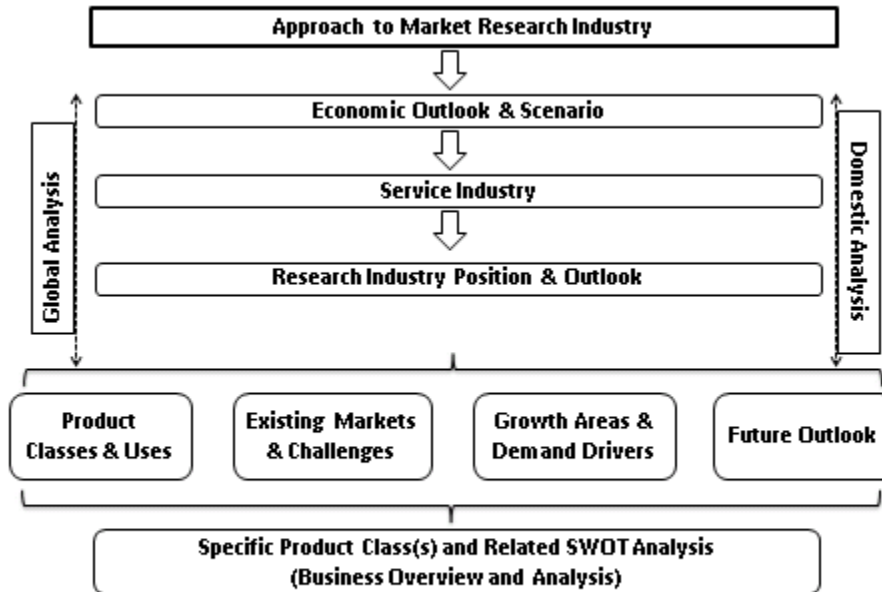 Approach to Market Research Industry
Economic Outlook & Scenario
Service Industry
Research Industry Position & Outlook
Global Analysis
Domestic Analysis
Product
Classes & Uses
Existing Markets
& Challenges
Growth Areas &
Demand Drivers
Future Outlook
Specific Product Class(s) and Related SWOT Analysis
(Business Overview and Analysis)